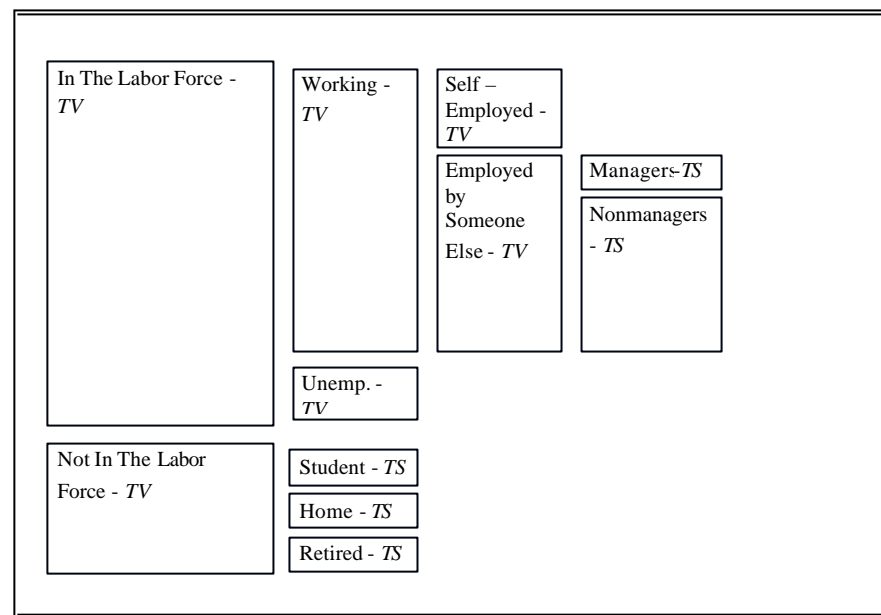 In The Labor Force -
TV
Working -
TV
Self –
Employed -
TV
Employed
by
Someone
Else - TV
Managers-TS
Nonmanagers
- TS
Unemp. -
TV
Not In The Labor
Force - TV
Student - TS
Home - TS
Retired - TS